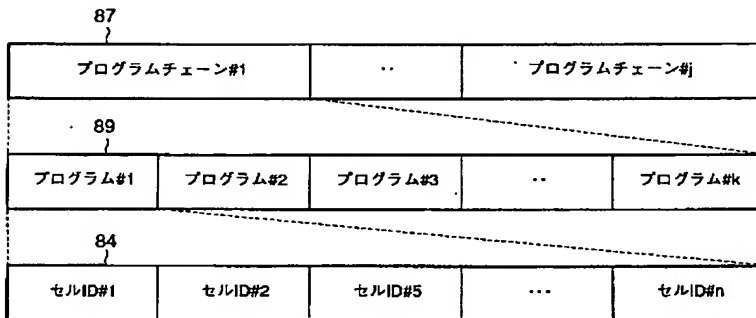 87
プログラムチェーン#1 ・・ プログラムチェーン#j
89
プログラム#1 プログラム#2 プログラム#3 ・・ プログラム#k
84
セルID#1 セルID#2 セルID#5 ・・・ セルID#n